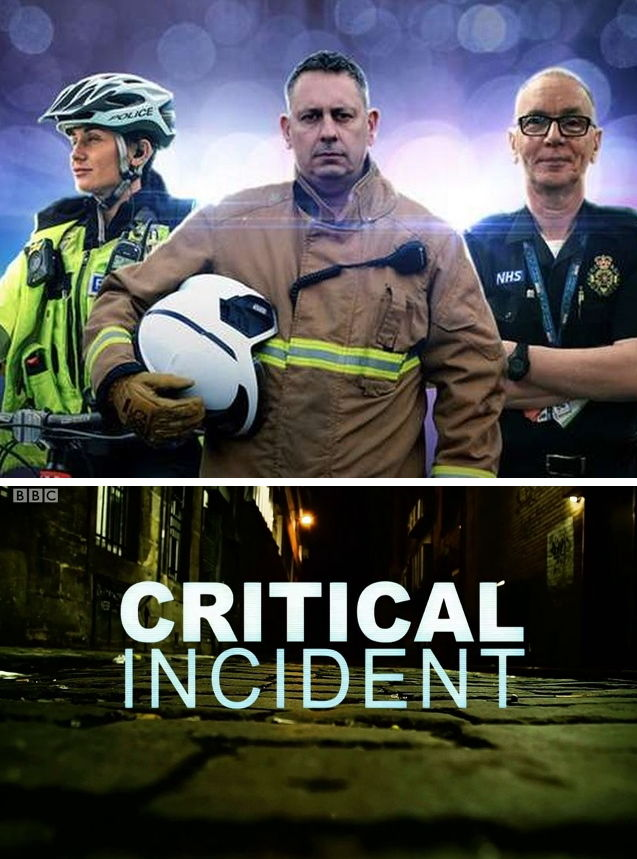 POLICE
NHS
BBC
CRITICAL
INCIDENT